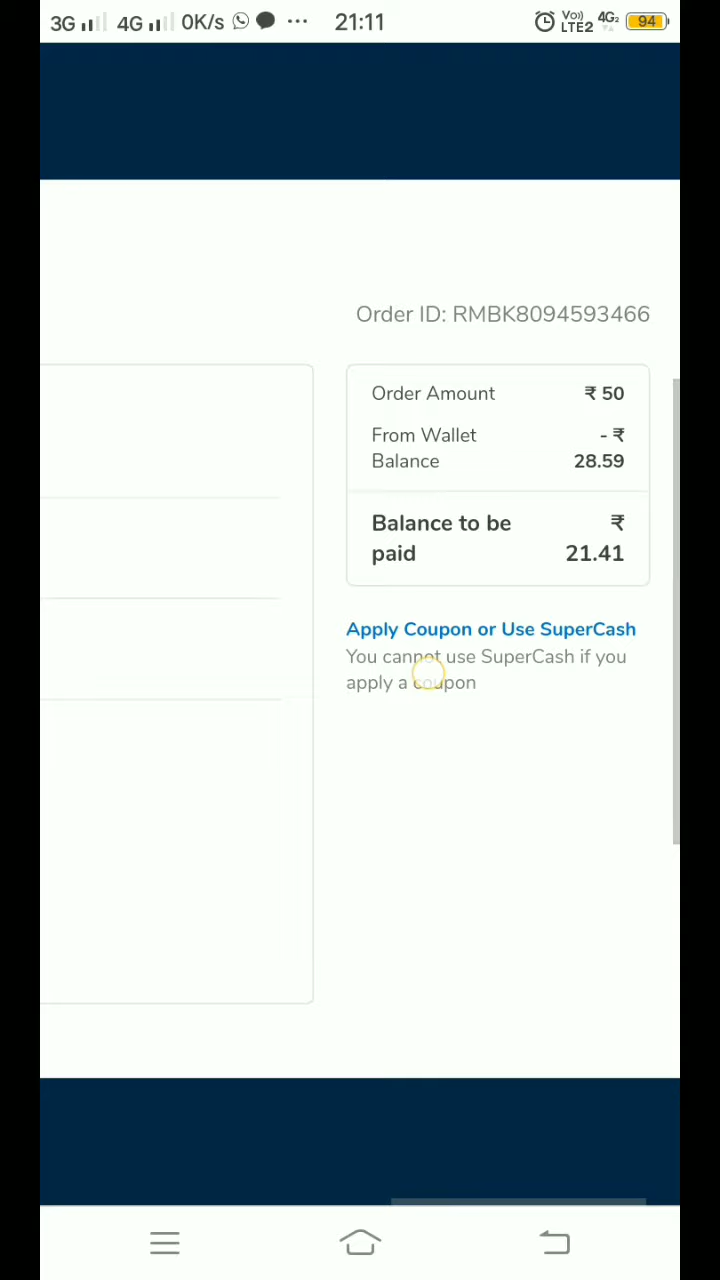 3G 4G 0K/s ... 21:11 Vo)) LTE2 4G2 94
Order ID: RMBK8094593466
Order Amount ₹ 50
From Wallet - ₹
Balance 28.59
Balance to be ₹
paid 21.41
Apply Coupon or Use SuperCash
You cannot use SuperCash if you
apply a coupon